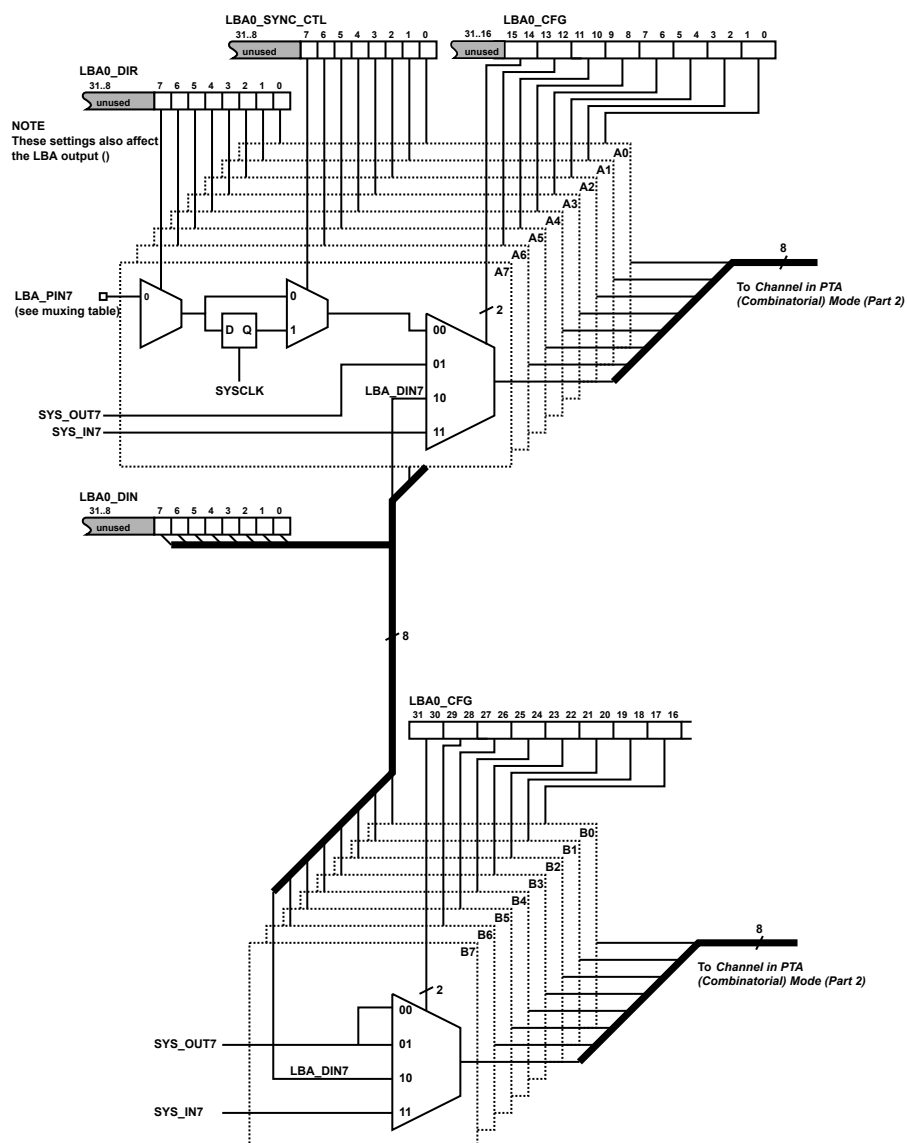 LBA0_SYNC_CTL
31..8 7 6 5 4 3 2 1 0
unused
LBA0_CFG
31..16 15 14 13 12 11 10 9 8 7 6 5 4 3 2 1 0
unused
LBA0_DIR
31..8 7 6 5 4 3 2 1 0
unused
NOTE
These settings also affect
the LBA output ()
A0
A1
A2
A3
A4
A5
A6
A7
8
To Channel in PTA
(Combinatorial) Mode (Part 2)
LBA_PIN7
(see muxing table)
0
D Q
SYSCLK
0
1
2
00
01
LBA_DIN7
10
11
SYS_OUT7
SYS_IN7
LBA0_DIN
31..8 7 6 5 4 3 2 1 0
unused
8
LBA0_CFG
31 30 29 28 27 26 25 24 23 22 21 20 19 18 17 16
B0
B1
B2
B3
B4
B5
B6
B7
8
To Channel in PTA
(Combinatorial) Mode (Part 2)
2
00
SYS_OUT7
01
LBA_DIN7
10
SYS_IN7
11